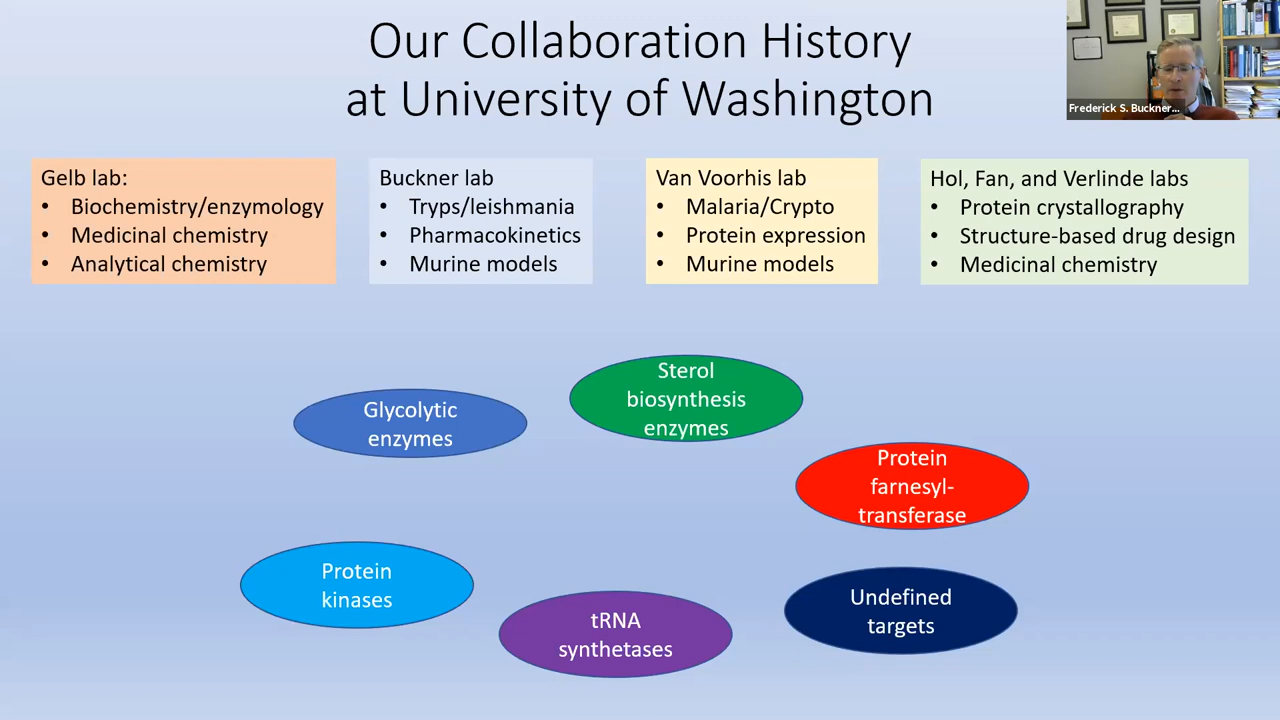 Our Collaboration History
at University of Washington
Frederick S. Buckner...
Gelb lab:
• Biochemistry/enzymology
• Medicinal chemistry
• Analytical chemistry
Buckner lab
• Tryps/leishmania
• Pharmacokinetics
• Murine models
Van Voorhis lab
• Malaria/Crypto
• Protein expression
• Murine models
Hol, Fan, and Verlinde labs
• Protein crystallography
• Structure-based drug design
• Medicinal chemistry
Glycolytic
enzymes
Sterol
biosynthesis
enzymes
Protein
farnesyl-
transferase
Protein
kinases
tRNA
synthetases
Undefined
targets